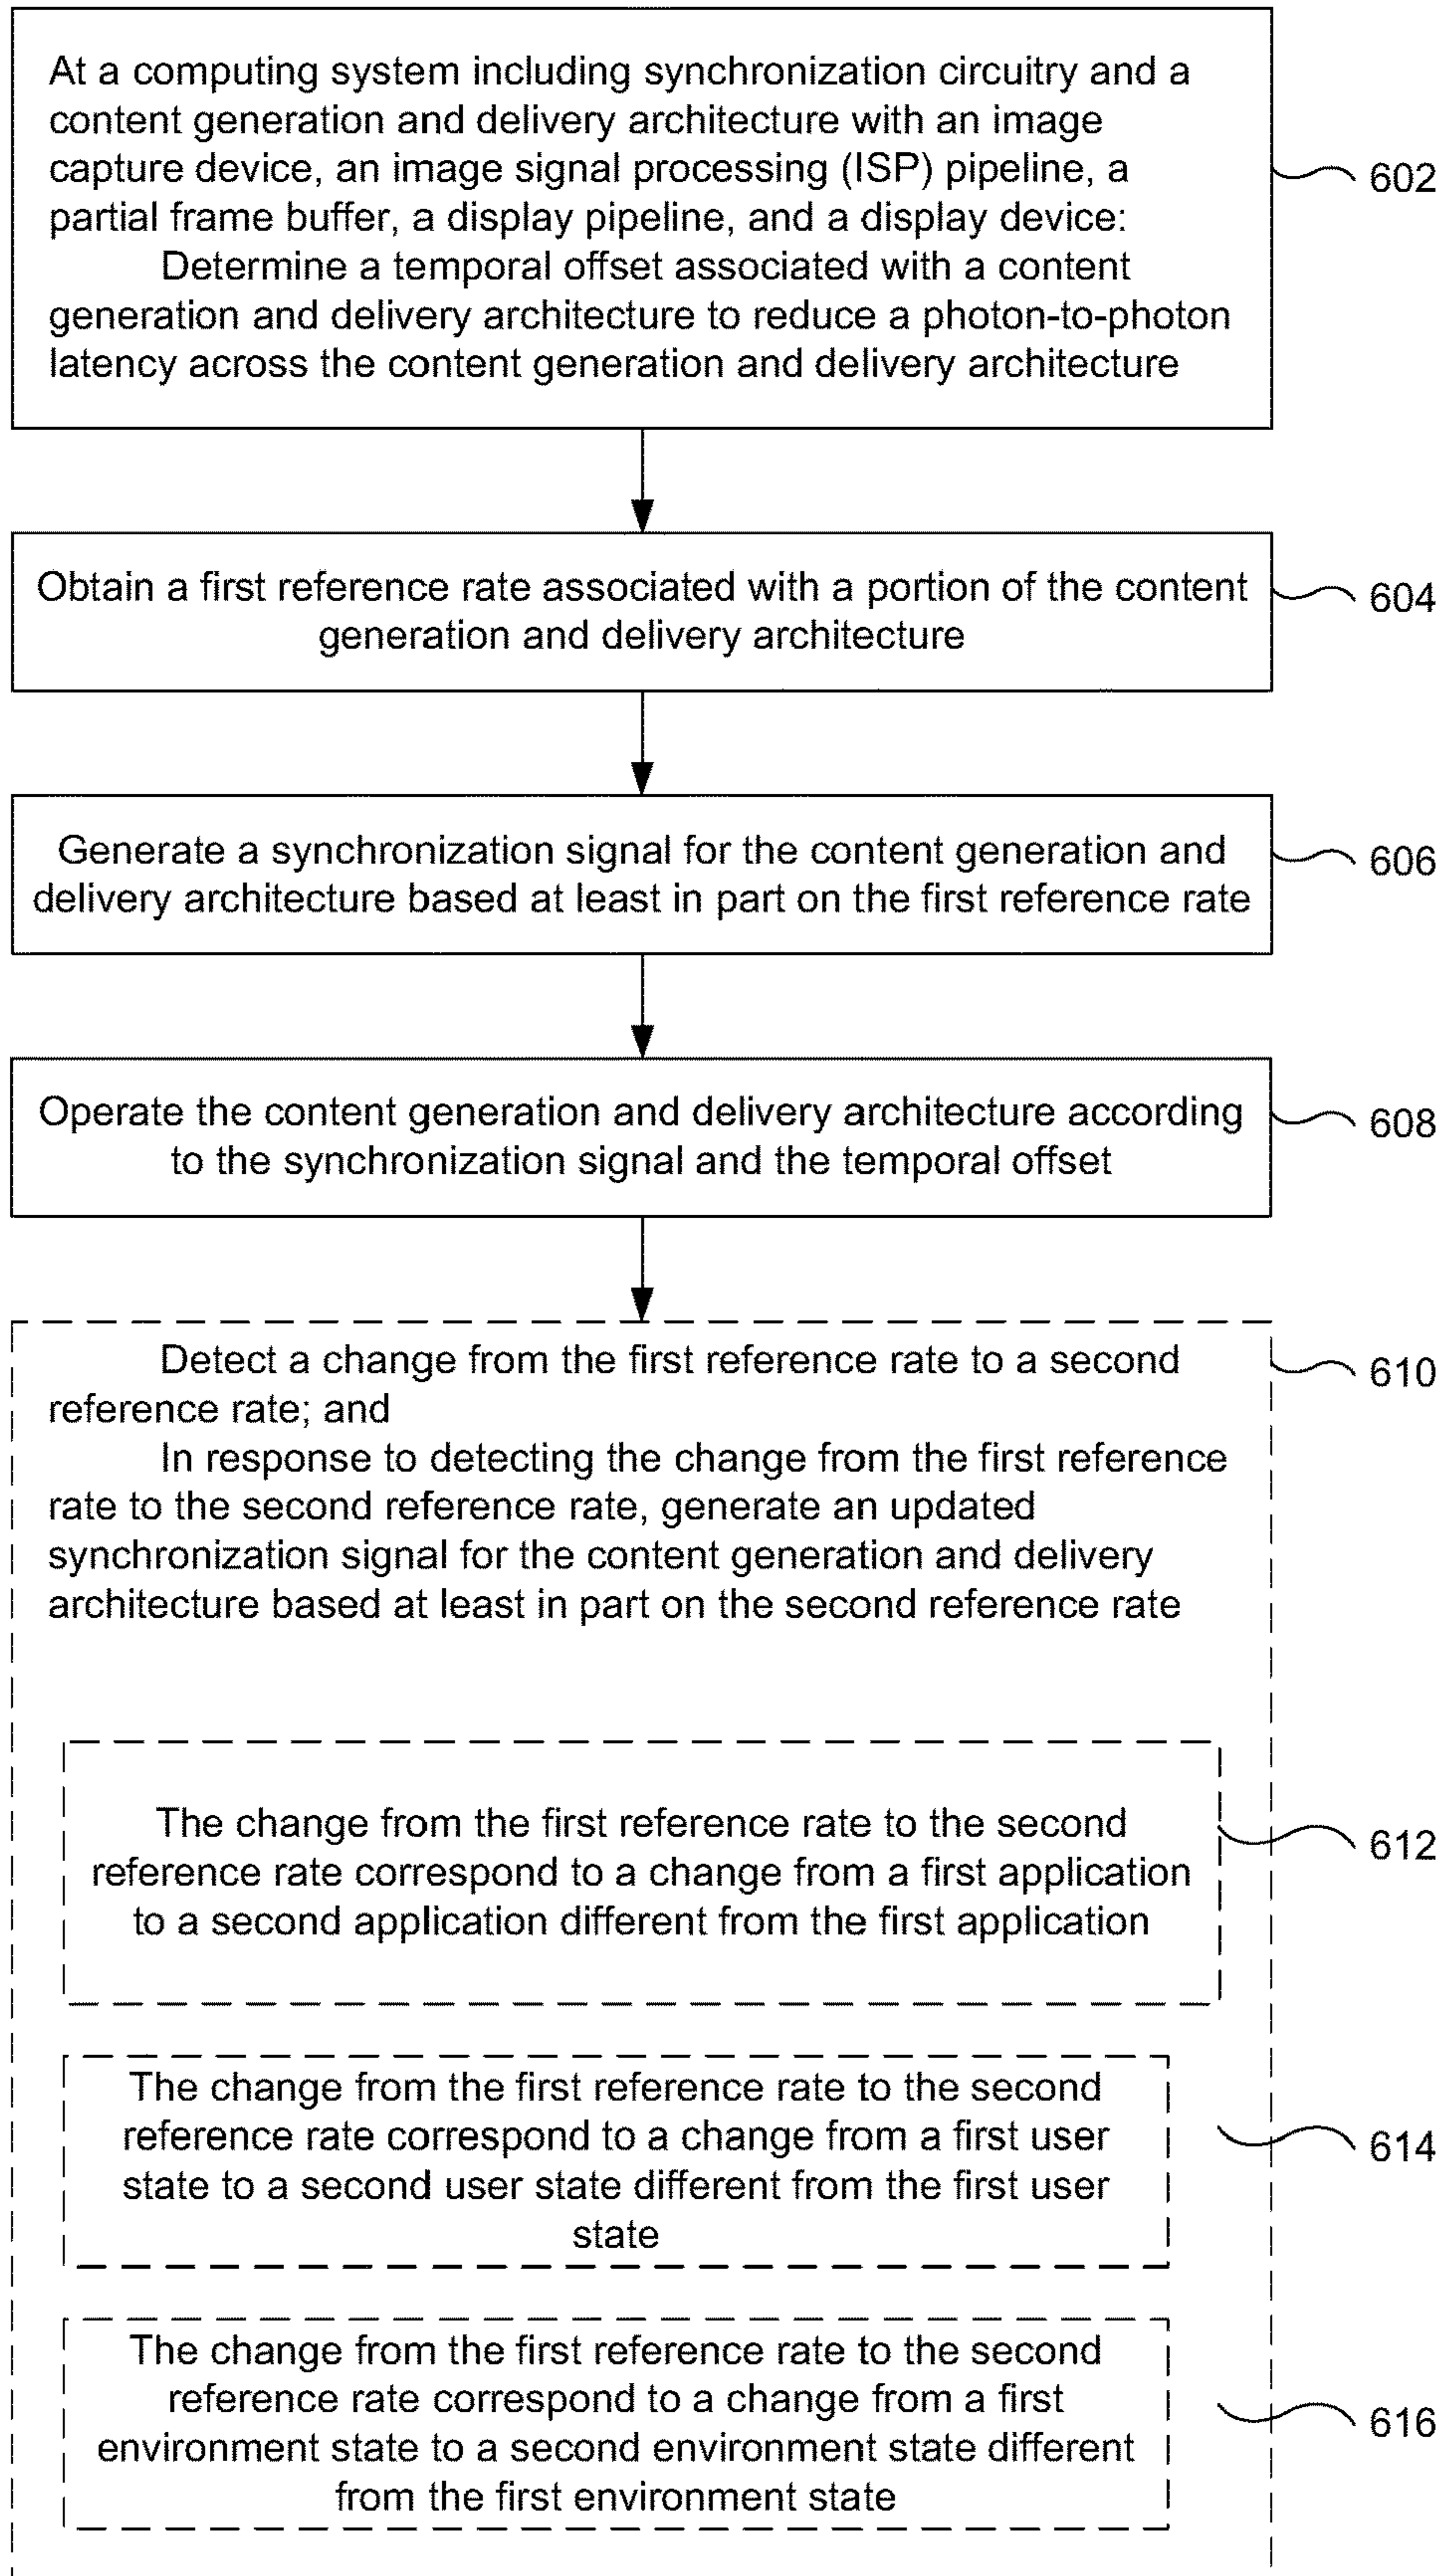 At a computing system including synchronization circuitry and a
content generation and delivery architecture with an image
capture device, an image signal processing (ISP) pipeline, a
partial frame buffer, a display pipeline, and a display device:
Determine a temporal offset associated with a content
generation and delivery architecture to reduce a photon-to-photon
latency across the content generation and delivery architecture
602
Obtain a first reference rate associated with a portion of the content
generation and delivery architecture
604
Generate a synchronization signal for the content generation and
delivery architecture based at least in part on the first reference rate
606
Operate the content generation and delivery architecture according
to the synchronization signal and the temporal offset
608
Detect a change from the first reference rate to a second
reference rate; and
In response to detecting the change from the first reference
rate to the second reference rate, generate an updated
synchronization signal for the content generation and delivery
architecture based at least in part on the second reference rate
610
The change from the first reference rate to the second
reference rate correspond to a change from a first application
to a second application different from the first application
612
The change from the first reference rate to the second
reference rate correspond to a change from a first user
state to a second user state different from the first user
state
614
The change from the first reference rate to the second
reference rate correspond to a change from a first
environment state to a second environment state different
from the first environment state
616